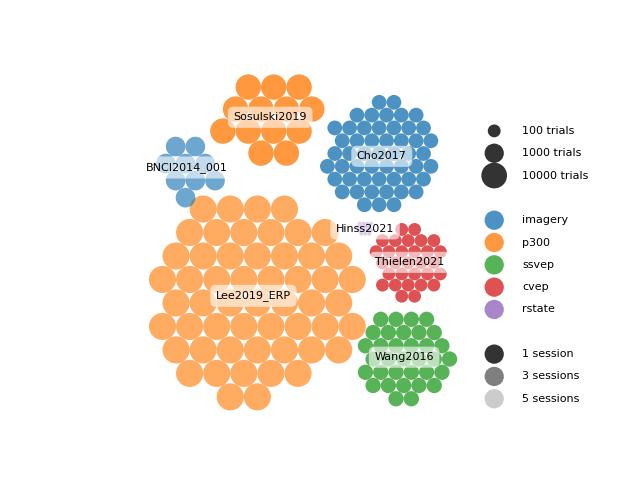 Sosulski2019
Cho2017
BNCI2014_001
Hinss2021
Thielen2021
Lee2019_ERP
Wang2016
100 trials
1000 trials
10000 trials
imagery
p300
ssvep
cvep
rstate
1 session
3 sessions
5 sessions